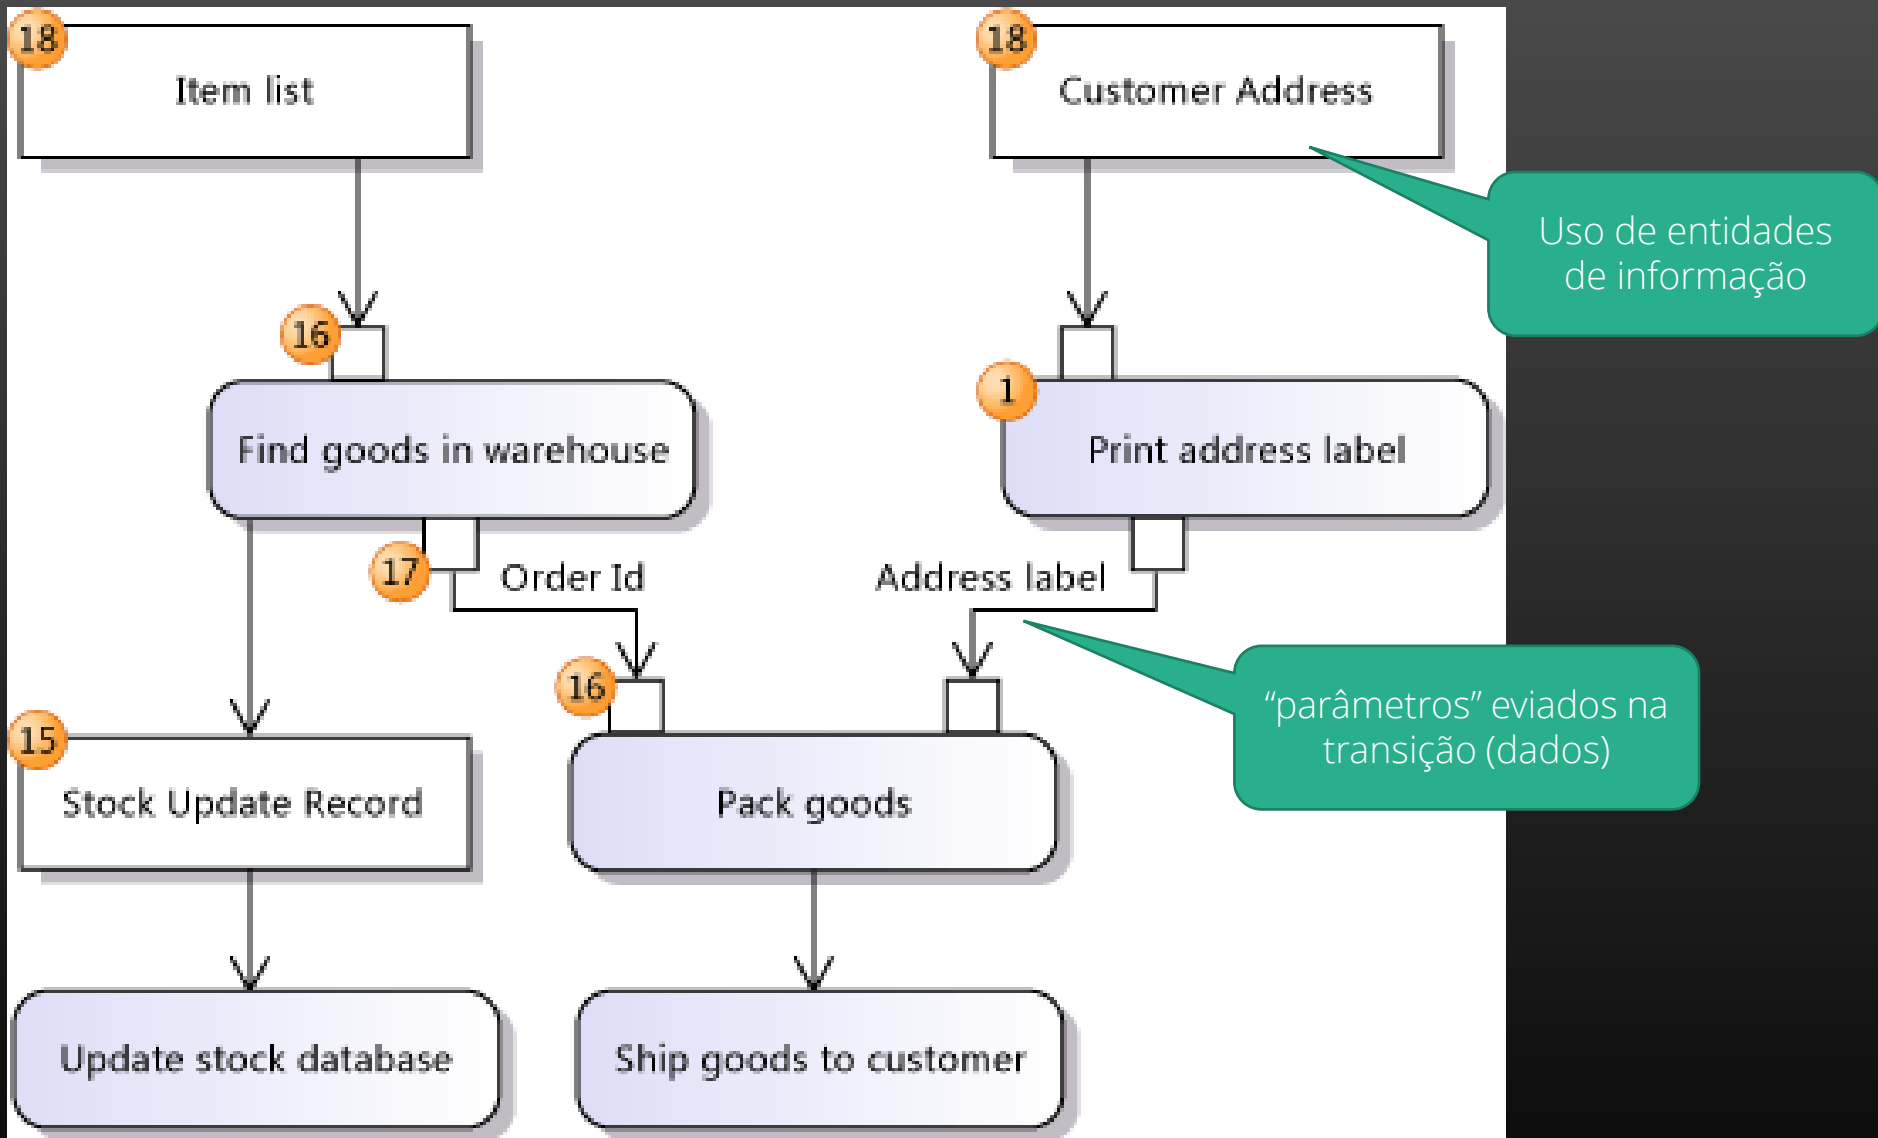 18
Item list
18
Customer Address
Uso de entidades
de informação
16
1
Find goods in warehouse
Print address label
17
Order Id
Address label
16
“parâmetros” eviados na
transição (dados)
15
Stock Update Record
Pack goods
Update stock database
Ship goods to customer